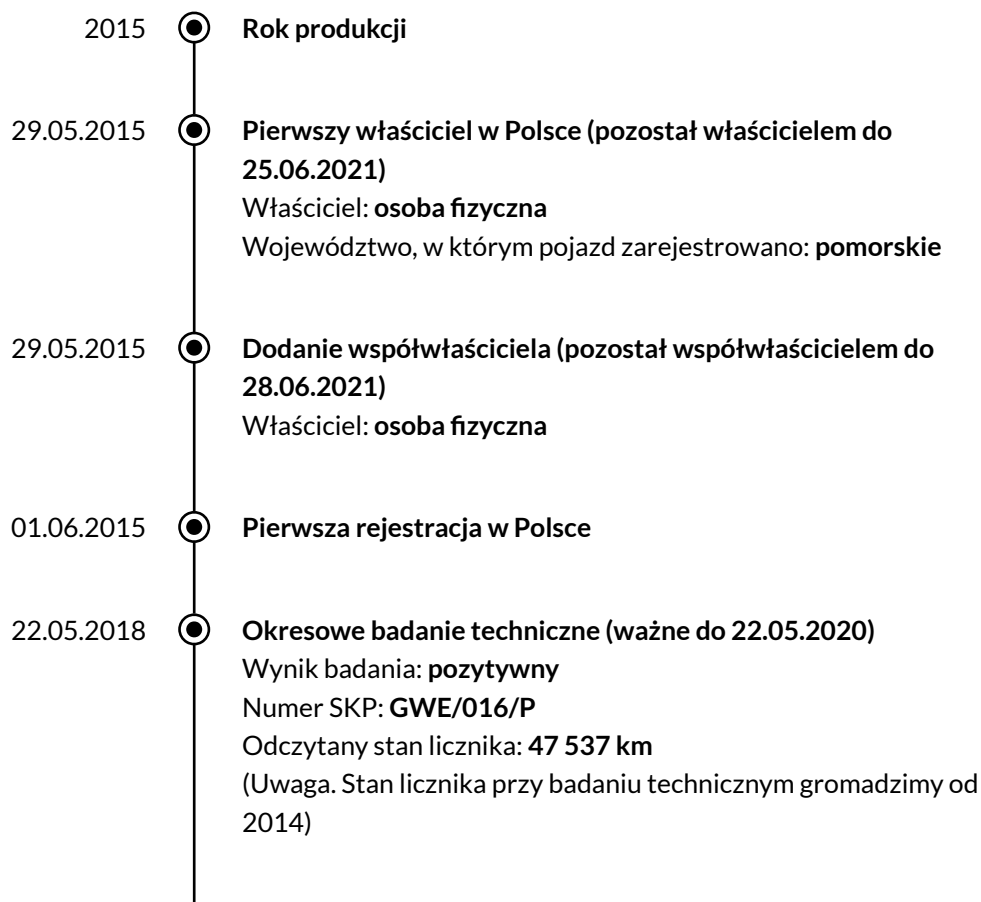 2015 Rok produkcji
29.05.2015 Pierwszy właściciel w Polsce (pozostał właścicielem do
25.06.2021)
Właściciel: osoba fizyczna
Województwo, w którym pojazd zarejestrowano: pomorskie
29.05.2015 Dodanie współwłaściciela (pozostał współwłaścicielem do
28.06.2021)
Właściciel: osoba fizyczna
01.06.2015 Pierwsza rejestracja w Polsce
22.05.2018 Okresowe badanie techniczne (ważne do 22.05.2020)
Wynik badania: pozytywny
Numer SKP: GWE/016/P
Odczytany stan licznika: 47 537 km
(Uwaga. Stan licznika przy badaniu technicznym gromadzimy od
2014)